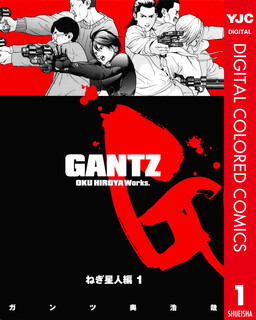 YJC
DIGITAL
DIGITAL COLORED COMICS
GANTZ
OKU HIROYA Works.
G
ねぎ星人編 1
ガンツ 奥浩哉
1
SHUEISHA